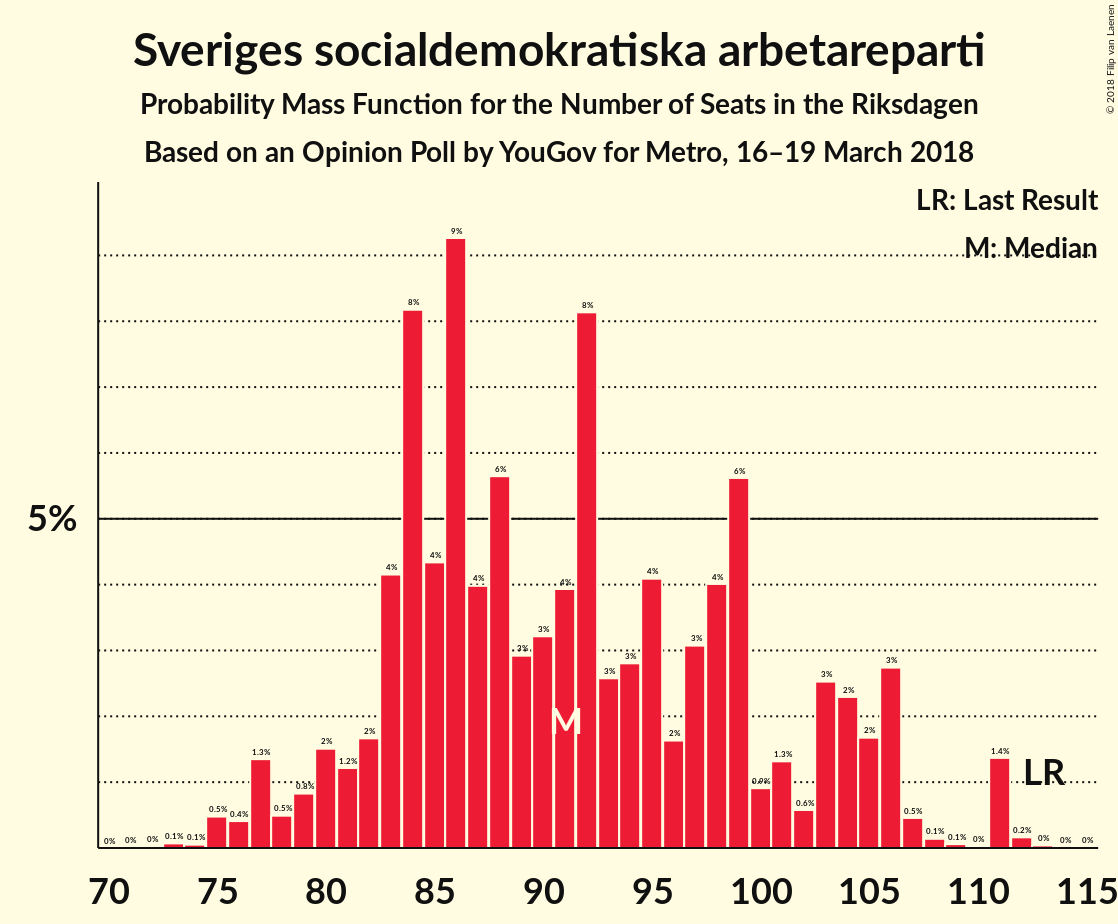 © 2018 Filip van Laenen
Sveriges socialdemokratiska arbetareparti
Probability Mass Function for the Number of Seats in the Riksdagen
Based on an Opinion Poll by YouGov for Metro, 16–19 March 2018
LR: Last Result
M: Median
5%
0% 0% 0% 0.1% 0.1% 0.5% 0.4% 1.3% 0.5% 0.8% 2% 1.2% 2% 4% 8% 4% 9% 4% 6% 3% 3% 4% 8% 3% 3% 4% 2% 3% 4% 6% 0.9% 1.3% 0.6% 3% 2% 2% 3% 0.5% 0.1% 0.1% 0% 1.4% 0.2% 0% 0% 0%
M
LR
70 75 80 85 90 95 100 105 110 115